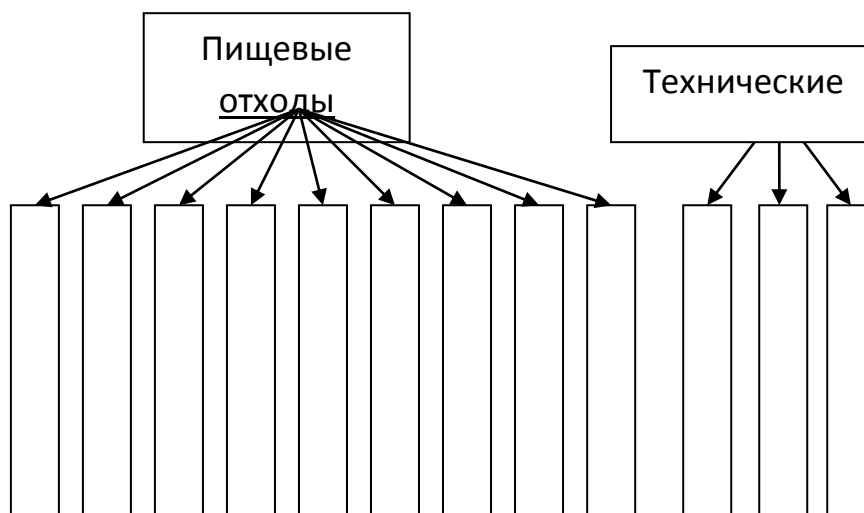 Пищевые
отходы
Технические